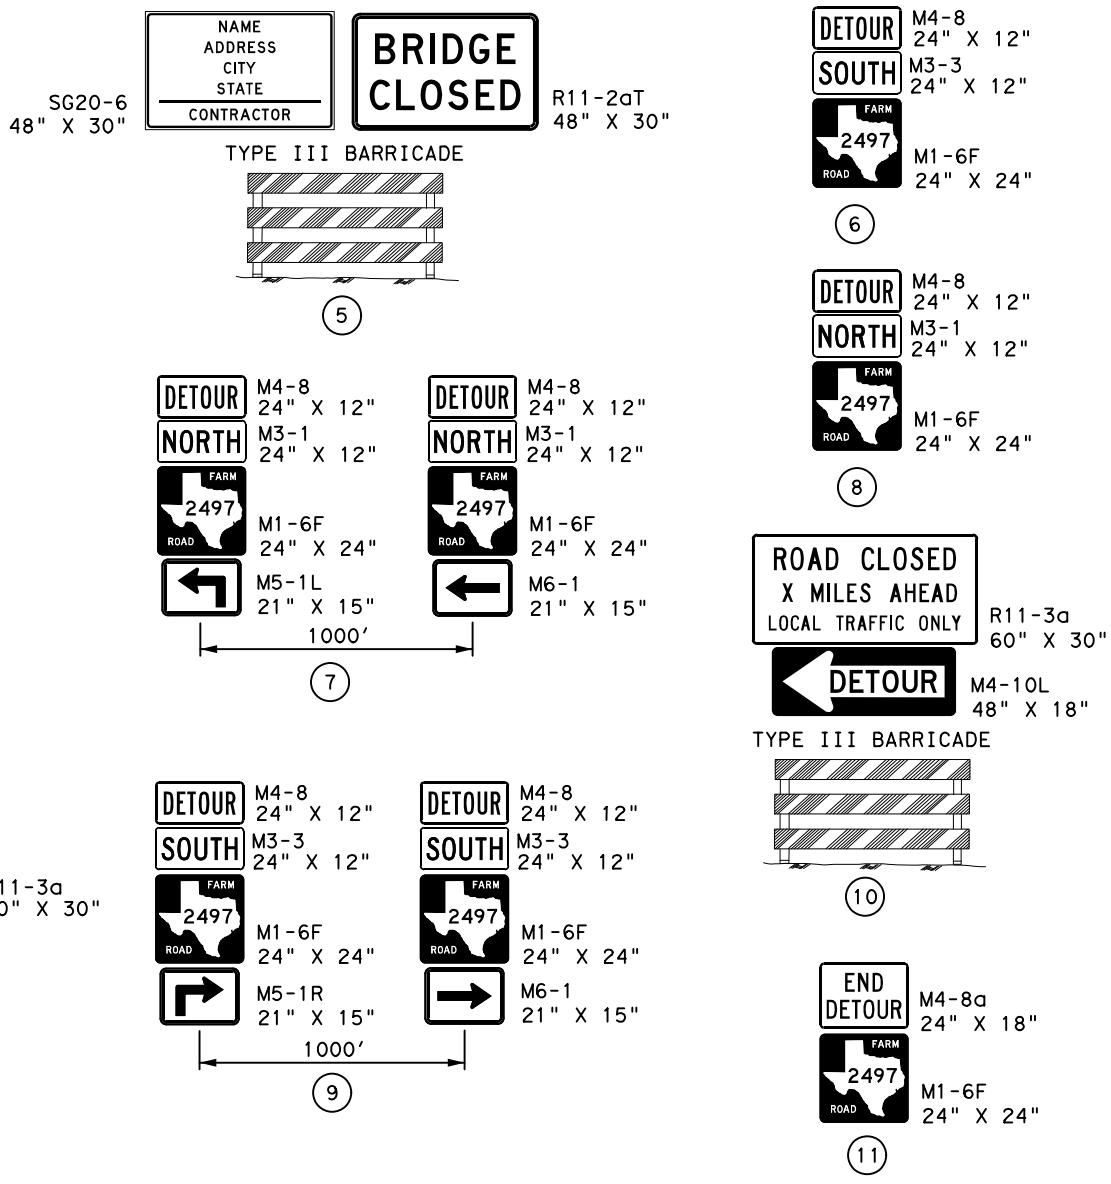 NAME
ADDRESS
CITY
STATE
CONTRACTOR
SG20-6
48" X 30"
BRIDGE
CLOSED
R11-2aT
48" X 30"
TYPE III BARRICADE
5
DETOUR
M4-8
24" X 12"
SOUTH
M3-3
24" X 12"
FARM
2497
ROAD
M1-6F
24" X 24"
6
DETOUR
M4-8
24" X 12"
NORTH
M3-1
24" X 12"
FARM
2497
ROAD
M1-6F
24" X 24"
8
DETOUR
M4-8
24" X 12"
NORTH
M3-1
24" X 12"
FARM
2497
ROAD
M1-6F
24" X 24"
M5-1L
21" X 15"
DETOUR
M4-8
24" X 12"
NORTH
M3-1
24" X 12"
FARM
2497
ROAD
M1-6F
24" X 24"
M6-1
21" X 15"
1000'
7
ROAD CLOSED
X MILES AHEAD
LOCAL TRAFFIC ONLY
R11-3a
60" X 30"
DETOUR
M4-10L
48" X 18"
TYPE III BARRICADE
10
11-3a
0" X 30"
DETOUR
M4-8
24" X 12"
SOUTH
M3-3
24" X 12"
FARM
2497
ROAD
M1-6F
24" X 24"
M5-1R
21" X 15"
DETOUR
M4-8
24" X 12"
SOUTH
M3-3
24" X 12"
FARM
2497
ROAD
M1-6F
24" X 24"
M6-1
21" X 15"
1000'
9
END
DETOUR
M4-8a
24" X 18"
FARM
2497
ROAD
M1-6F
24" X 24"
11